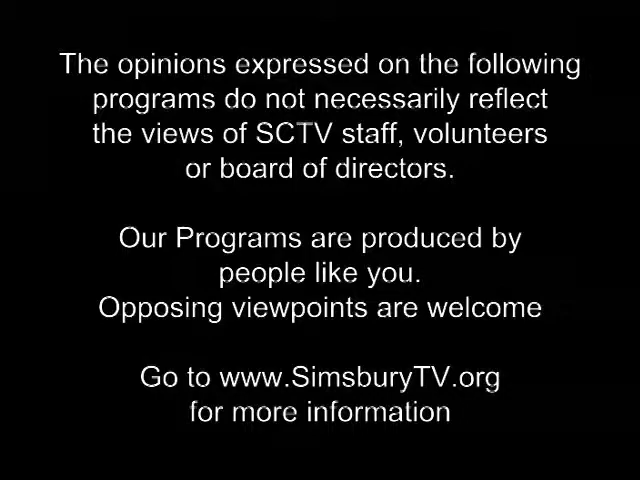 The opinions expressed on the following
programs do not necessarily reflect
the views of SCTV staff, volunteers
or board of directors.
Our Programs are produced by
people like you.
Opposing viewpoints are welcome
Go to www.SimsburyTV.org
for more information